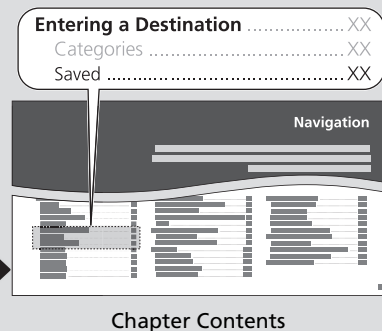 Entering a Destination ........................ XX
Categories ............................................. XX
Saved ..................................................... XX
Navigation
Chapter Contents